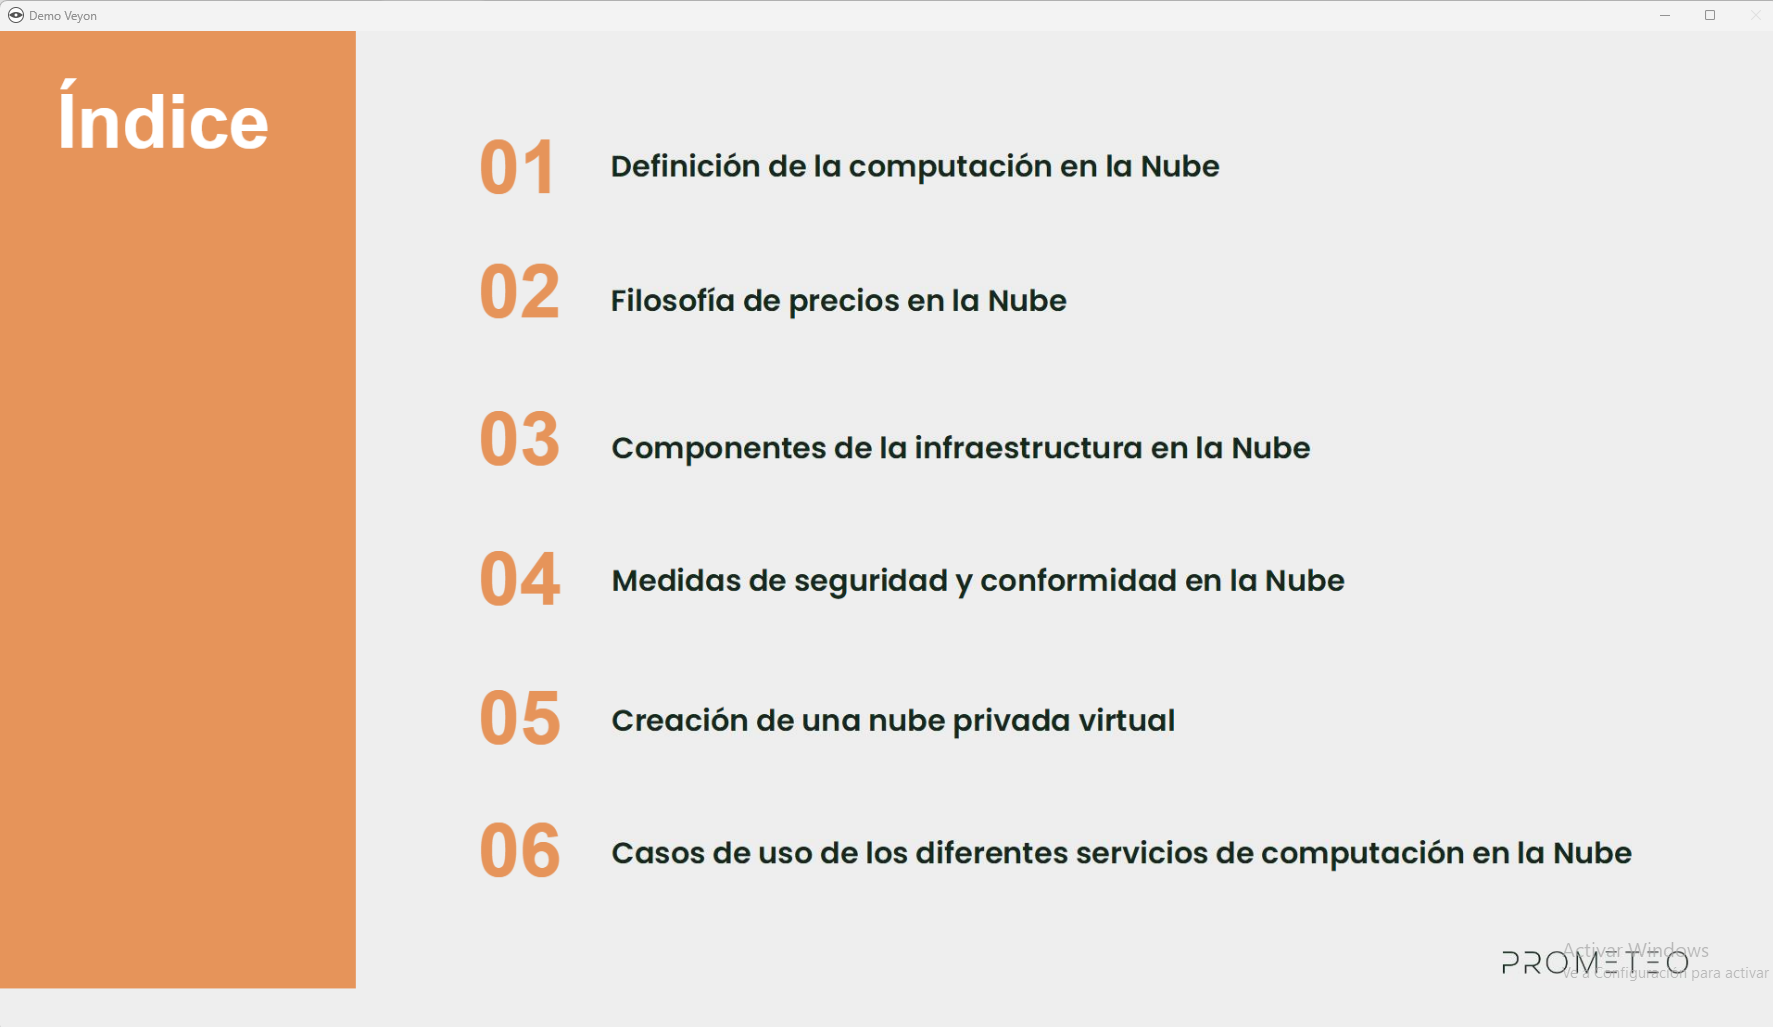 Demo Veyon
Índice
01 Definición de la computación en la Nube
02 Filosofía de precios en la Nube
03 Componentes de la infraestructura en la Nube
04 Medidas de seguridad y conformidad en la Nube
05 Creación de una nube privada virtual
06 Casos de uso de los diferentes servicios de computación en la Nube
Activar Windows
PROMETEO
Ve a Configuración para activar